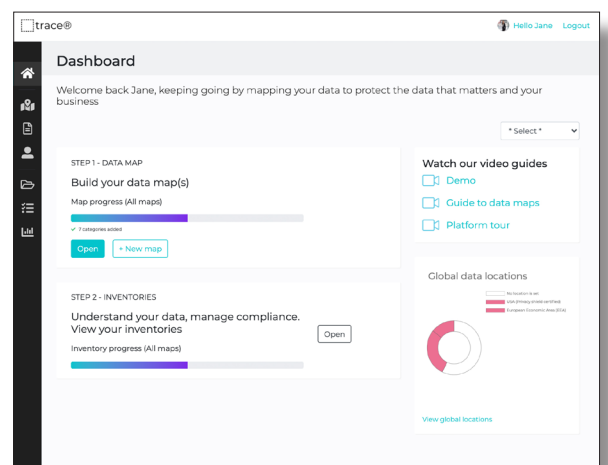 trace®
Hello Jane Logout
Dashboard
Welcome back Jane, keeping going by mapping your data to protect the data that matters and your
business
* Select *
STEP 1 - DATA MAP
Build your data map(s)
Map progress (All maps)
7 categories added
Open
+ New map
Watch our video guides
Demo
Guide to data maps
Platform tour
STEP 2 - INVENTORIES
Understand your data, manage compliance.
View your inventories
Open
Inventory progress (All maps)
Global data locations
No location is set
USA (Privacy shield certified)
European Economic Area (EEA)
View global locations